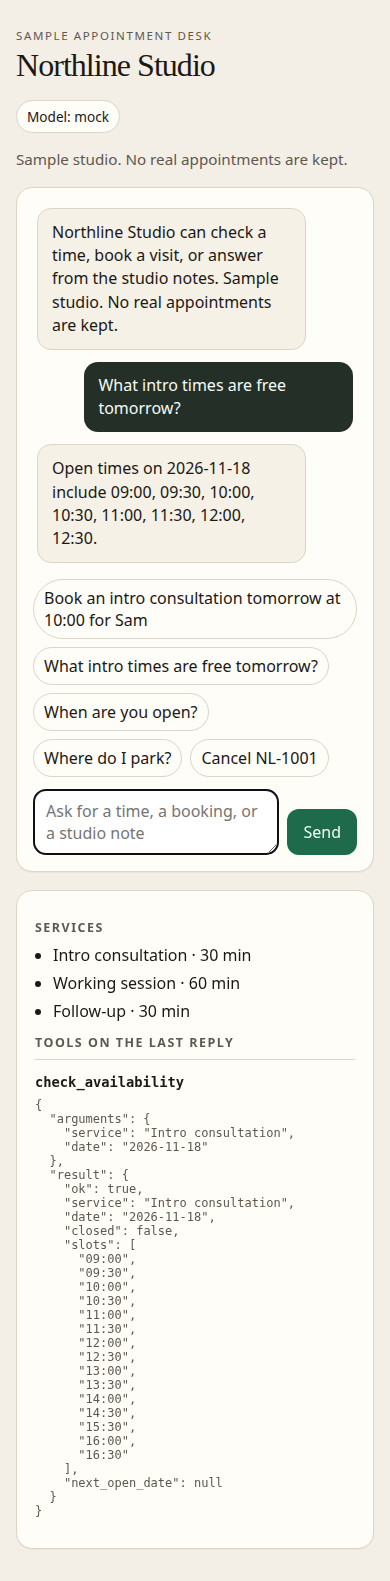 SAMPLE APPOINTMENT DESK
Northline Studio
Model: mock
Sample studio. No real appointments are kept.
Northline Studio can check a
time, book a visit, or answer
from the studio notes. Sample
studio. No real appointments
are kept.
What intro times are free
tomorrow?
Open times on 2026-11-18
include 09:00, 09:30, 10:00,
10:30, 11:00, 11:30, 12:00,
12:30.
Book an intro consultation tomorrow at
10:00 for Sam
What intro times are free tomorrow?
When are you open?
Where do I park?
Cancel NL-1001
Ask for a time, a booking, or
a studio note
Send
SERVICES
• Intro consultation · 30 min
• Working session · 60 min
• Follow-up · 30 min
TOOLS ON THE LAST REPLY
check_availability
{
  "arguments": {
    "service": "Intro consultation",
    "date": "2026-11-18"
  },
  "result": {
    "ok": true,
    "service": "Intro consultation",
    "date": "2026-11-18",
    "closed": false,
    "slots": [
      "09:00",
      "09:30",
      "10:00",
      "10:30",
      "11:00",
      "11:30",
      "12:00",
      "12:30",
      "13:00",
      "13:30",
      "14:00",
      "14:30",
      "15:30",
      "16:00",
      "16:30"
    ],
    "next_open_date": null
  }
}